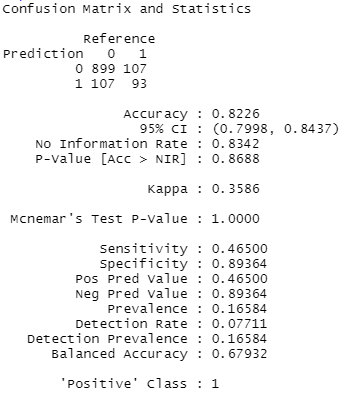 Confusion Matrix and Statistics
Reference
Prediction 0 1
0 899 107
1 107 93
Accuracy : 0.8226
95% CI : (0.7998, 0.8437)
No Information Rate : 0.8342
P-Value [Acc > NIR] : 0.8688
Kappa : 0.3586
Mcnemar's Test P-Value : 1.0000
Sensitivity : 0.46500
Specificity : 0.89364
Pos Pred Value : 0.46500
Neg Pred Value : 0.89364
Prevalence : 0.16584
Detection Rate : 0.07711
Detection Prevalence : 0.16584
Balanced Accuracy : 0.67932
'Positive' Class : 1